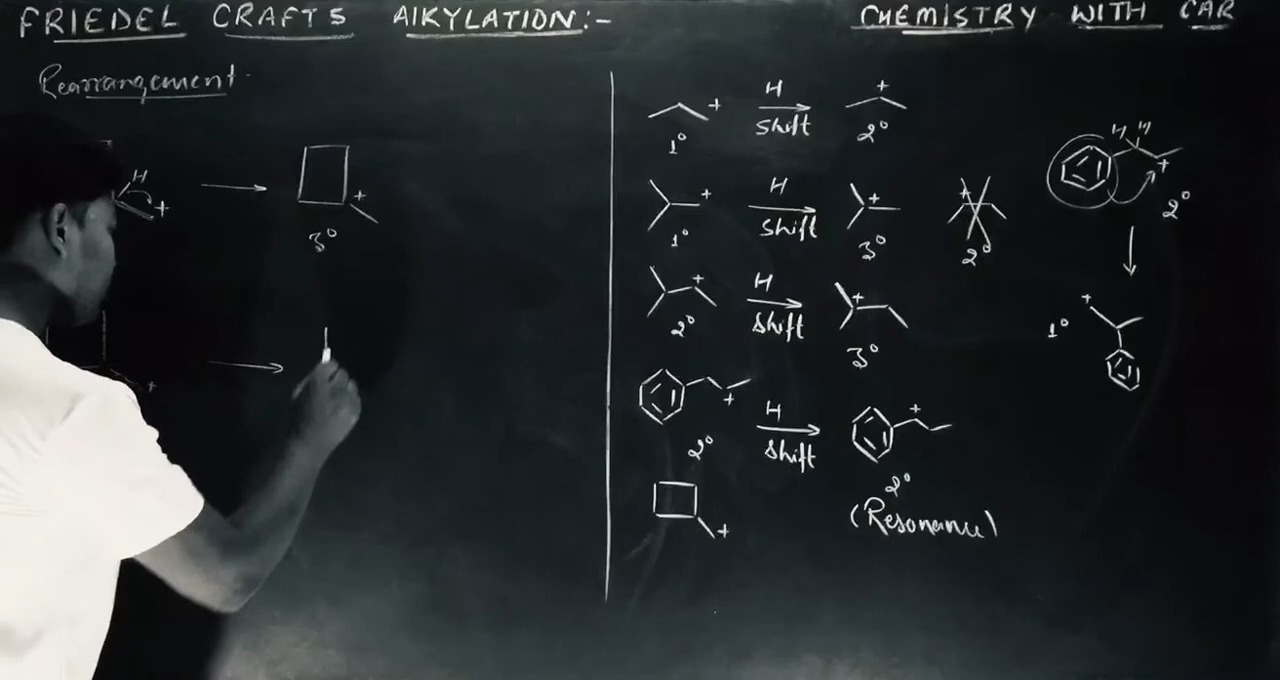 FRIEDEL CRAFTS AIKYLATION:-
CHEMISTRY WITH CAR
Rearrangement.
H
+
+
3°
+
+ H Shift +
1° 2°
+ H Shift +
1° 3°
+
2°
+ H Shift +
2° 3°
+ H Shift +
2° 2°
(Resonance)
+
H H
+
2°
+
1°